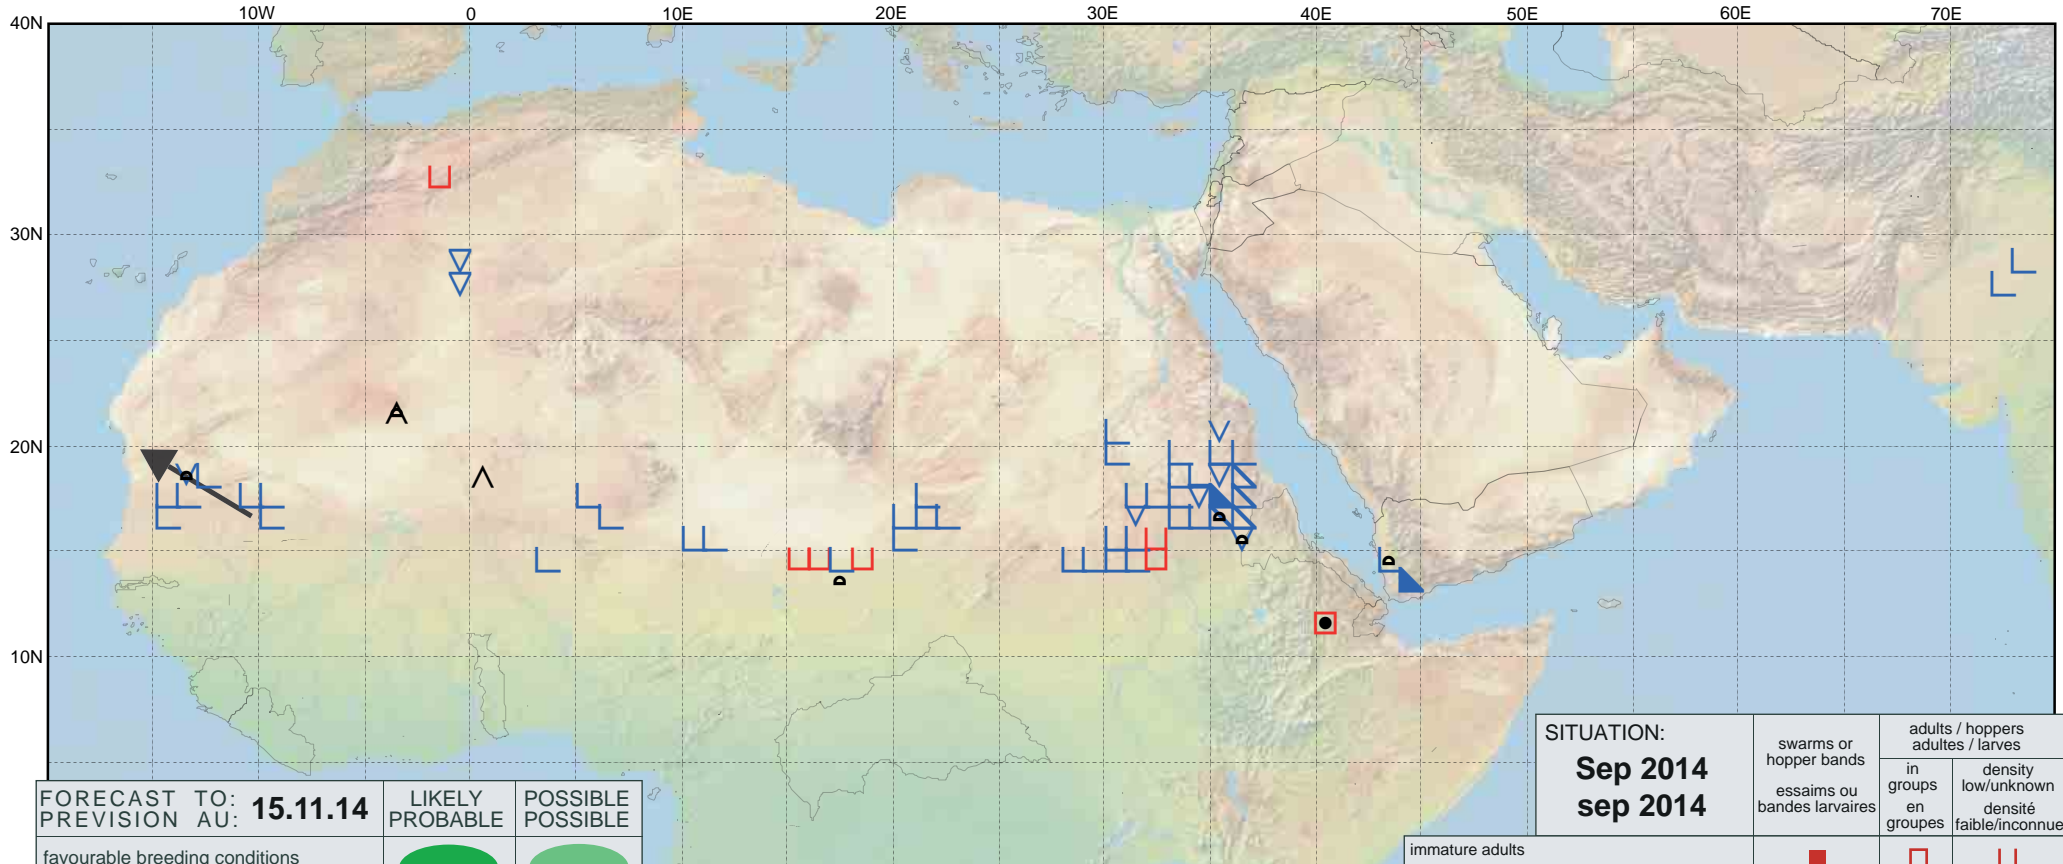 10W 0 10E 20E 30E 40E 50E 60E 70E
40N
30N
20N
10N
FORECAST TO:
PREVISION AU:
15.11.14
LIKELY
PROBABLE
POSSIBLE
POSSIBLE
favourable breeding conditions
SITUATION:
Sep 2014
sep 2014
swarms or
hopper bands
essaims ou
bandes larvaires
adults / hoppers
adultes / larves
in
groups
en
groupes
density
low/unknown
densité
faible/inconnue
immature adults